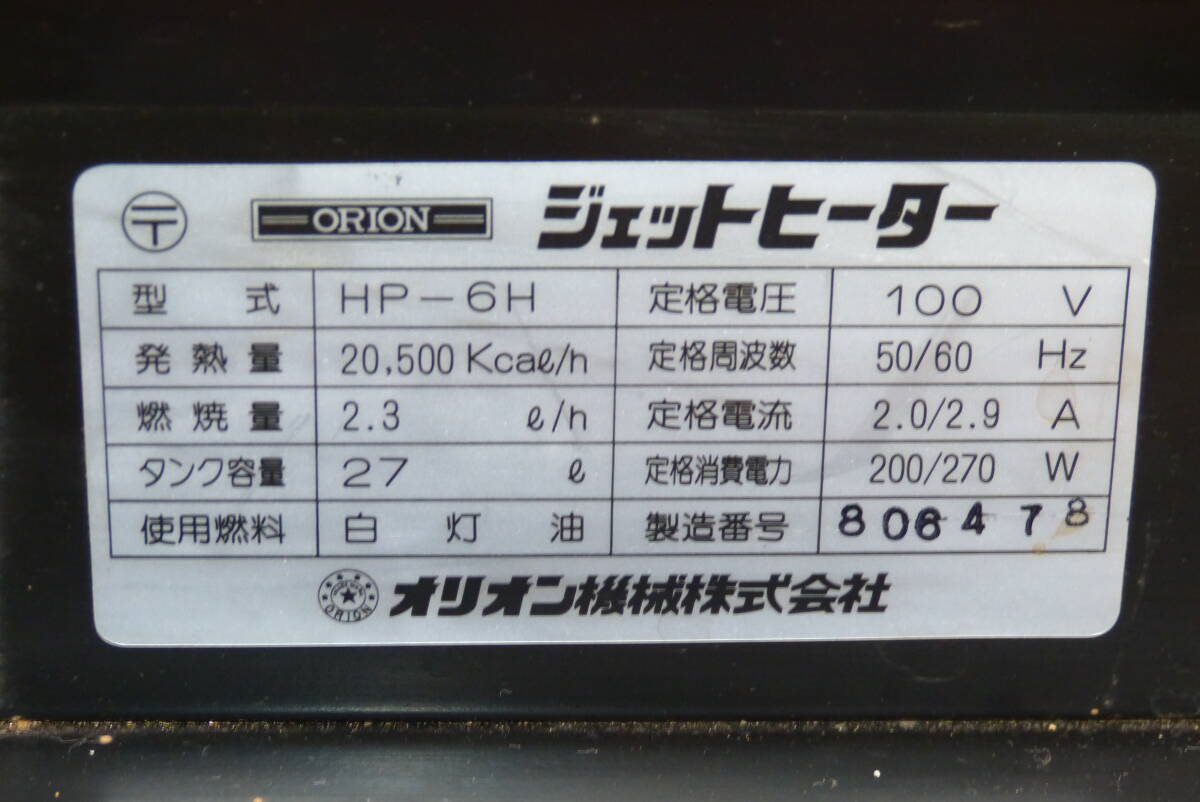 〒 ORION ジェットヒーター
型式 HP-6H 定格電圧 100 V
発熱量 20,500 Kcaℓ/h 定格周波数 50/60 Hz
燃焼量 2.3 ℓ/h 定格電流 2.0/2.9 A
タンク容量 27 ℓ 定格消費電力 200/270 W
使用燃料 白灯油 製造番号 806478
ORION オリオン機械株式会社